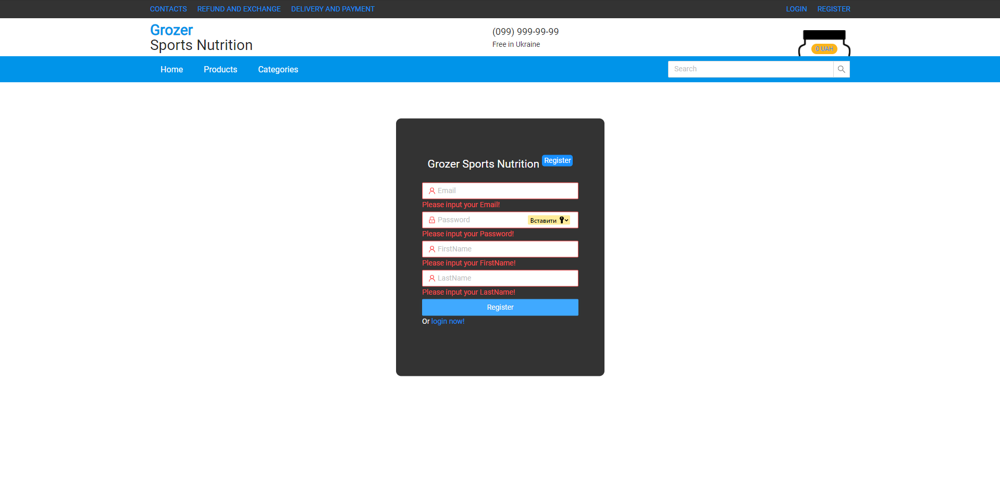 CONTACTS REFUND AND EXCHANGE DELIVERY AND PAYMENT LOGIN REGISTER
Grozer
Sports Nutrition
(099) 999-99-99
Free in Ukraine
0 UAH
Home Products Categories Search
Grozer Sports Nutrition Register
Email
Please input your Email!
Password Вставити
Please input your Password!
FirstName
Please input your FirstName!
LastName
Please input your LastName!
Register
Or login now!